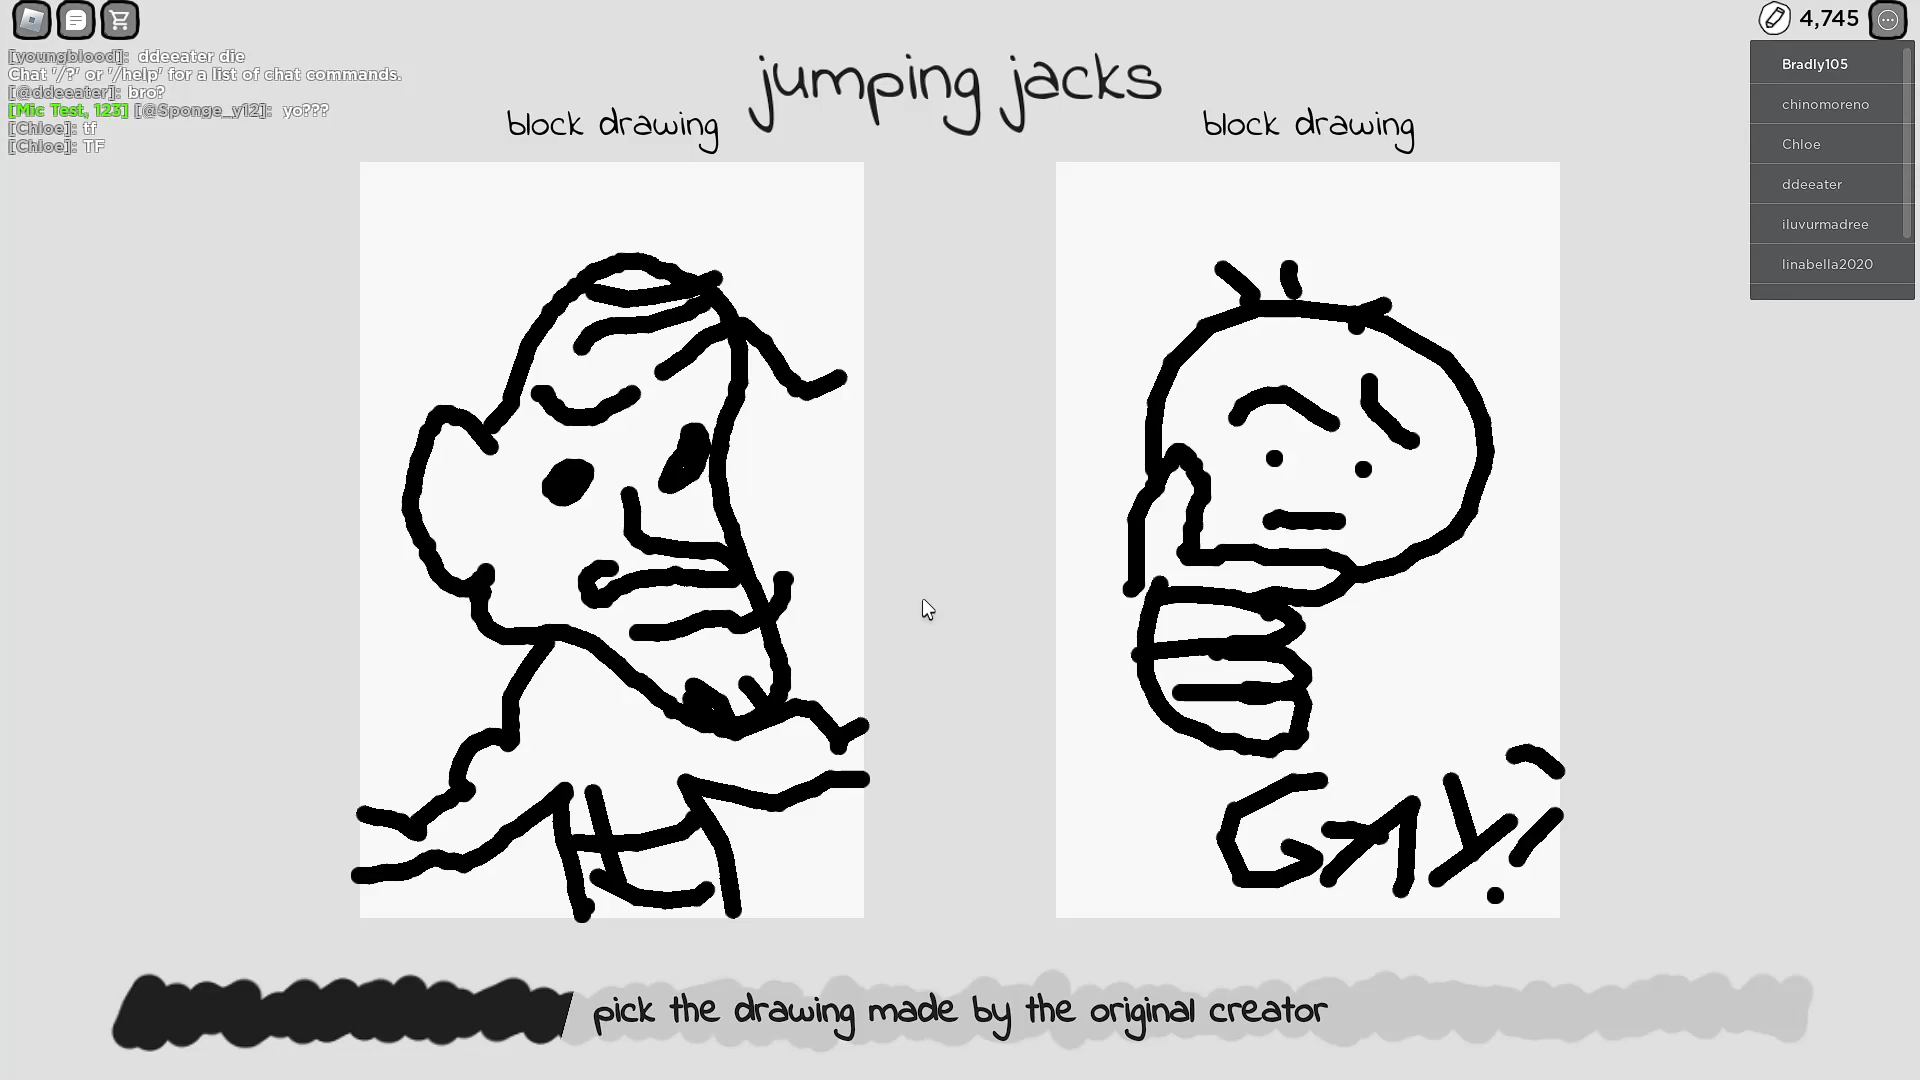 4,745
[youngblood]: ddeeater die
Chat '/?' or '/help' for a list of chat commands.
[@ddeeater]: bro?
[Mic Test, 123] [@Sponge_y12]: yo???
[Chloe]: tf
[Chloe]: TF
jumping jacks
block drawing
block drawing
Bradly105
chinomoreno
Chloe
ddeeater
iluvurmadree
linabella2020
GAY?
pick the drawing made by the original creator